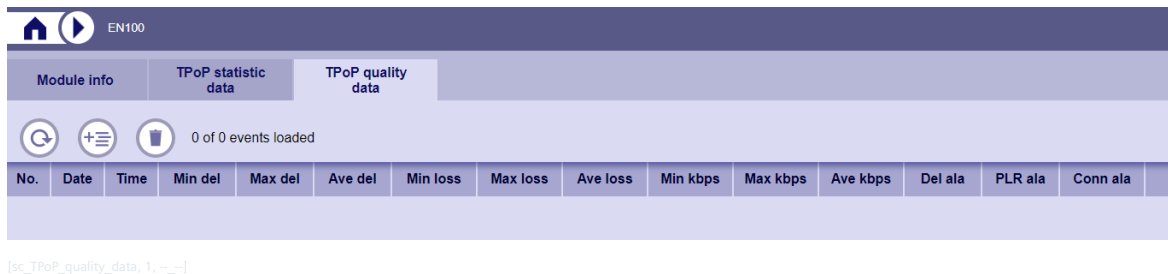 EN100
Module info
TPoP statistic data
TPoP quality data
0 of 0 events loaded
No. Date Time Min del Max del Ave del Min loss Max loss Ave loss Min kbps Max kbps Ave kbps Del ala PLR ala Conn ala
[sc_TPoP_quality_data, 1, --_--]